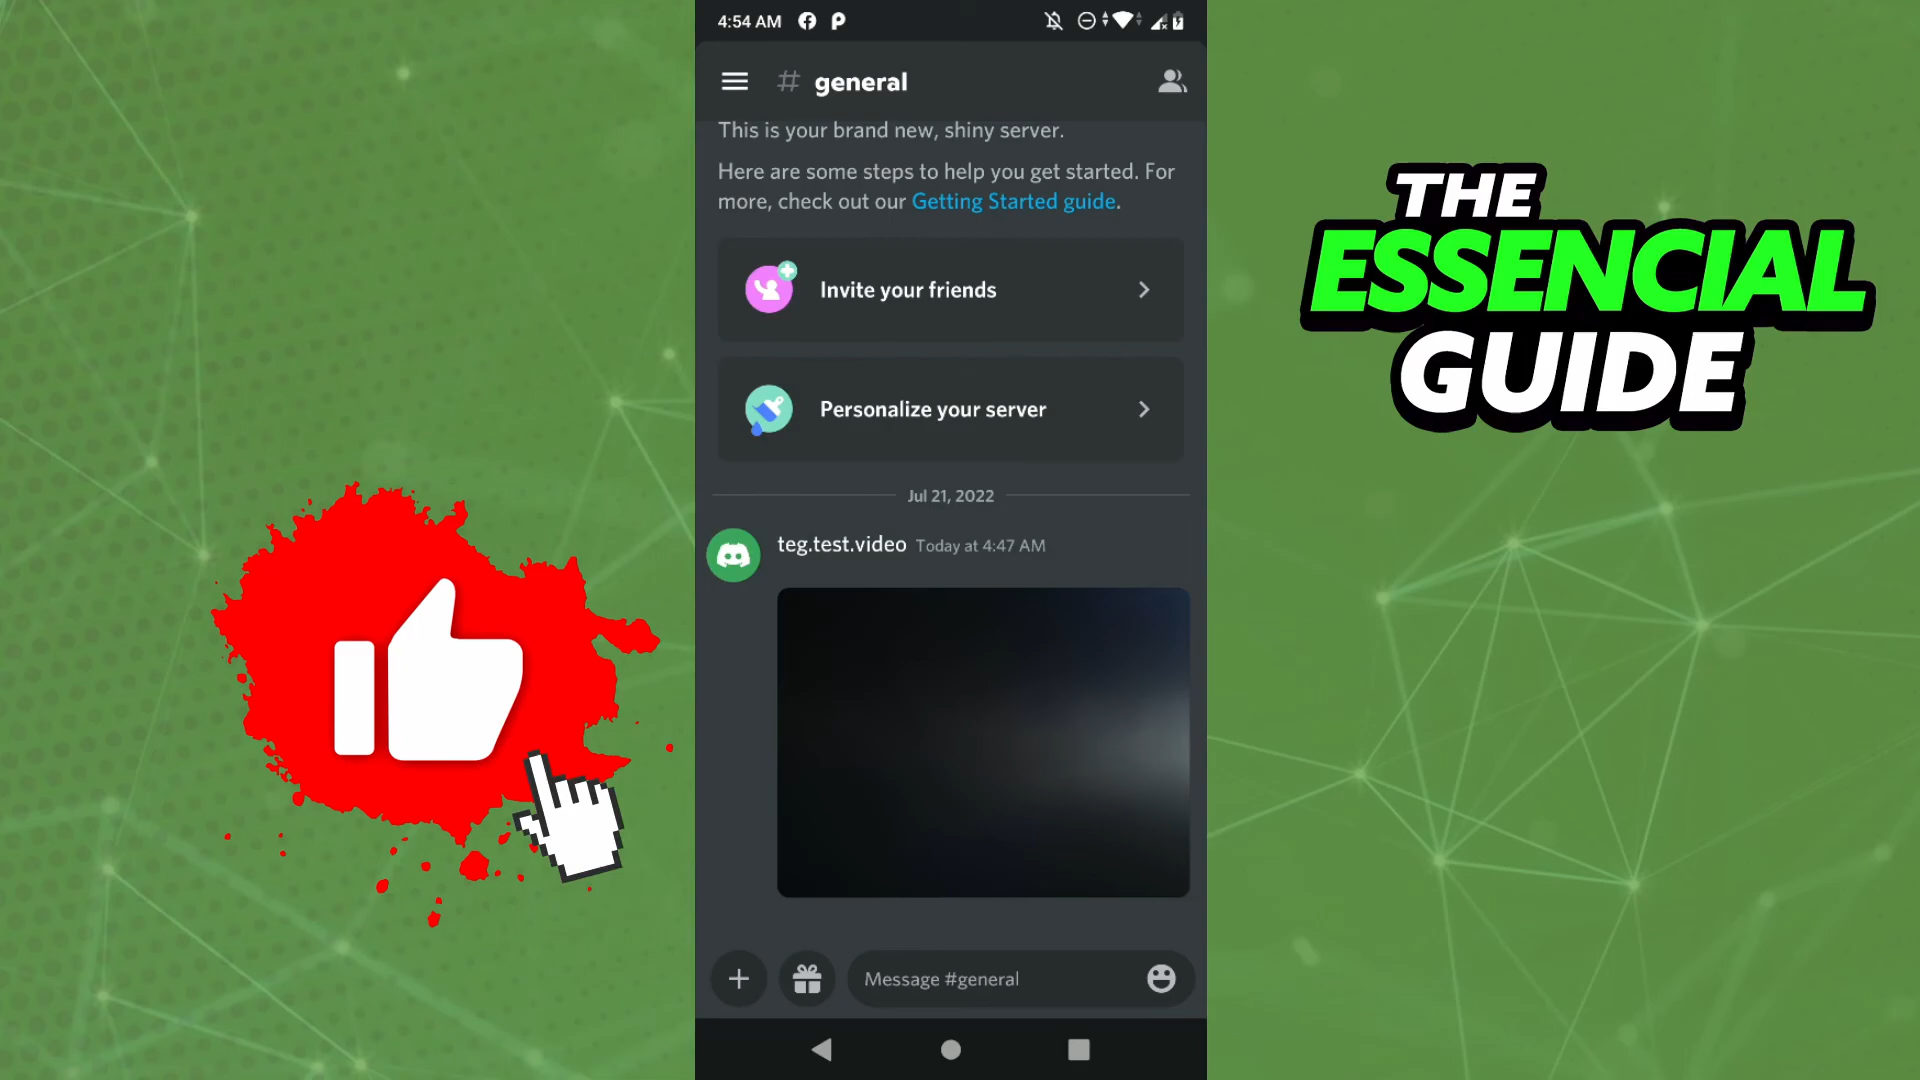 4:54 AM
# general
This is your brand new, shiny server.
Here are some steps to help you get started. For
more, check out our Getting Started guide.
Invite your friends
Personalize your server
Jul 21, 2022
teg.test.video Today at 4:47 AM
Message #general
THE
ESSENCIAL
GUIDE